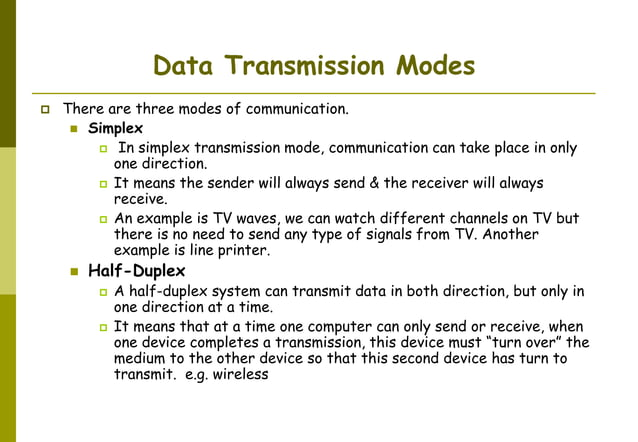 Data Transmission Modes
There are three modes of communication.
Simplex
In simplex transmission mode, communication can take place in only
one direction.
It means the sender will always send & the receiver will always
receive.
An example is TV waves, we can watch different channels on TV but
there is no need to send any type of signals from TV. Another
example is line printer.
Half-Duplex
A half-duplex system can transmit data in both direction, but only in
one direction at a time.
It means that at a time one computer can only send or receive, when
one device completes a transmission, this device must “turn over” the
medium to the other device so that this second device has turn to
transmit. e.g. wireless